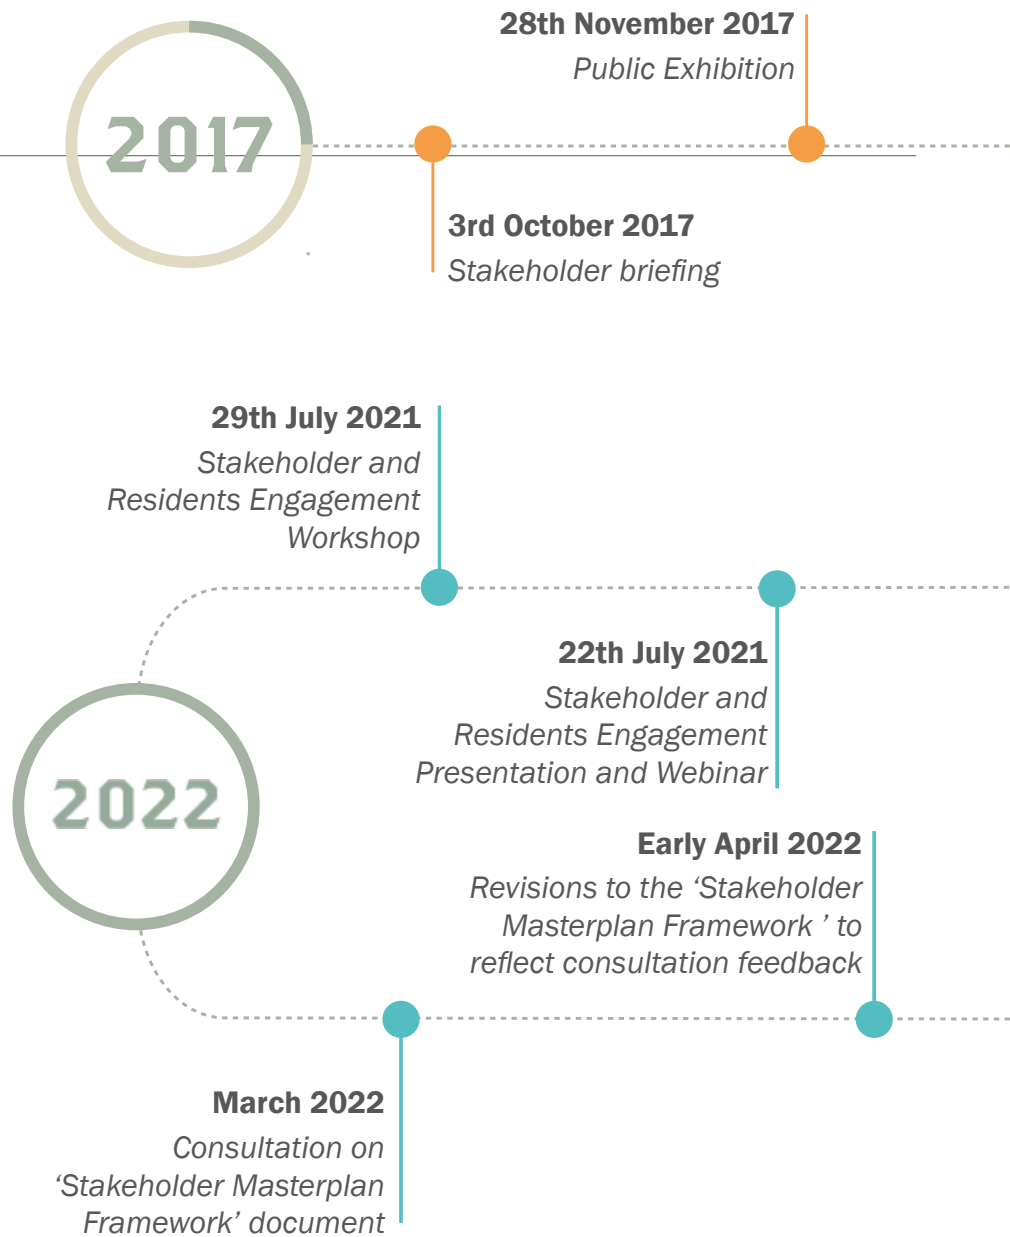 28th November 2017
Public Exhibition
2017
3rd October 2017
Stakeholder briefing
29th July 2021
Stakeholder and
Residents Engagement
Workshop
22th July 2021
Stakeholder and
Residents Engagement
Presentation and Webinar
2022
Early April 2022
Revisions to the ‘Stakeholder
Masterplan Framework ’ to
reflect consultation feedback
March 2022
Consultation on
‘Stakeholder Masterplan
Framework’ document